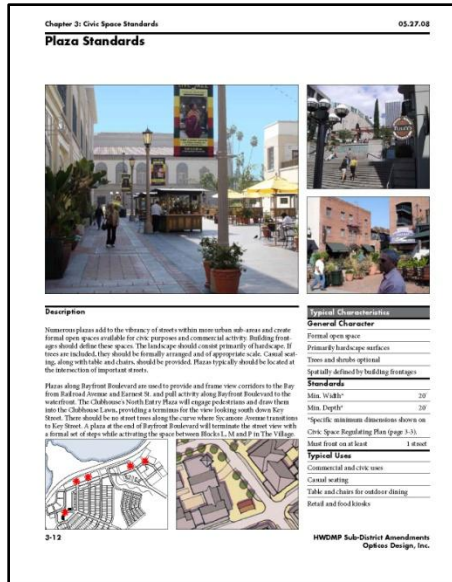 Chapter 3: Civic Space Standards 05.27.08
Plaza Standards
Description
Numerous plazas add to the vibrancy of streets within more urban sub-areas and create
formal open spaces available for civic purposes and commercial activity. Building front-
ages should define these spaces. The landscape should consist primarily of hardscape. If
trees are included, they should be formally arranged and of appropriate scale. Casual seat-
ing, along with table and chairs, should be provided. Plazas typically should be located at
the intersection of important streets.
Plazas along Bayfront Boulevard are used to provide and frame view corridors to the Bay
from Railroad Avenue and Earnest St. and pull activity along Bayfront Boulevard to the
waterfront. The Clubhouse's North Entry Plaza will engage pedestrians and draw them
into the Clubhouse Lawn, providing a terminus for the view looking south down Key
Street. There should be no street trees along the curve where Sycamore Avenue transitions
to Key Street. A plaza at the end of Bayfront Boulevard will terminate the street view with
a formal set of steps while activating the space between Blocks L, M and P in The Village.
Typical Characteristics
General Character
Formal open space
Primarily hardscape surfaces
Trees and shrubs optional
Spatially defined by building frontages
Standards
Min. Width* 20'
Min. Depth* 20'
*Specific minimum dimensions shown on
Civic Space Regulating Plan (page 3-3).
Must front on at least 1 street
Typical Uses
Commercial and civic uses
Casual seating
Table and chairs for outdoor dining
Retail and food kiosks
3-12
HWDMP Sub-District Amendments
Opticos Design, Inc.